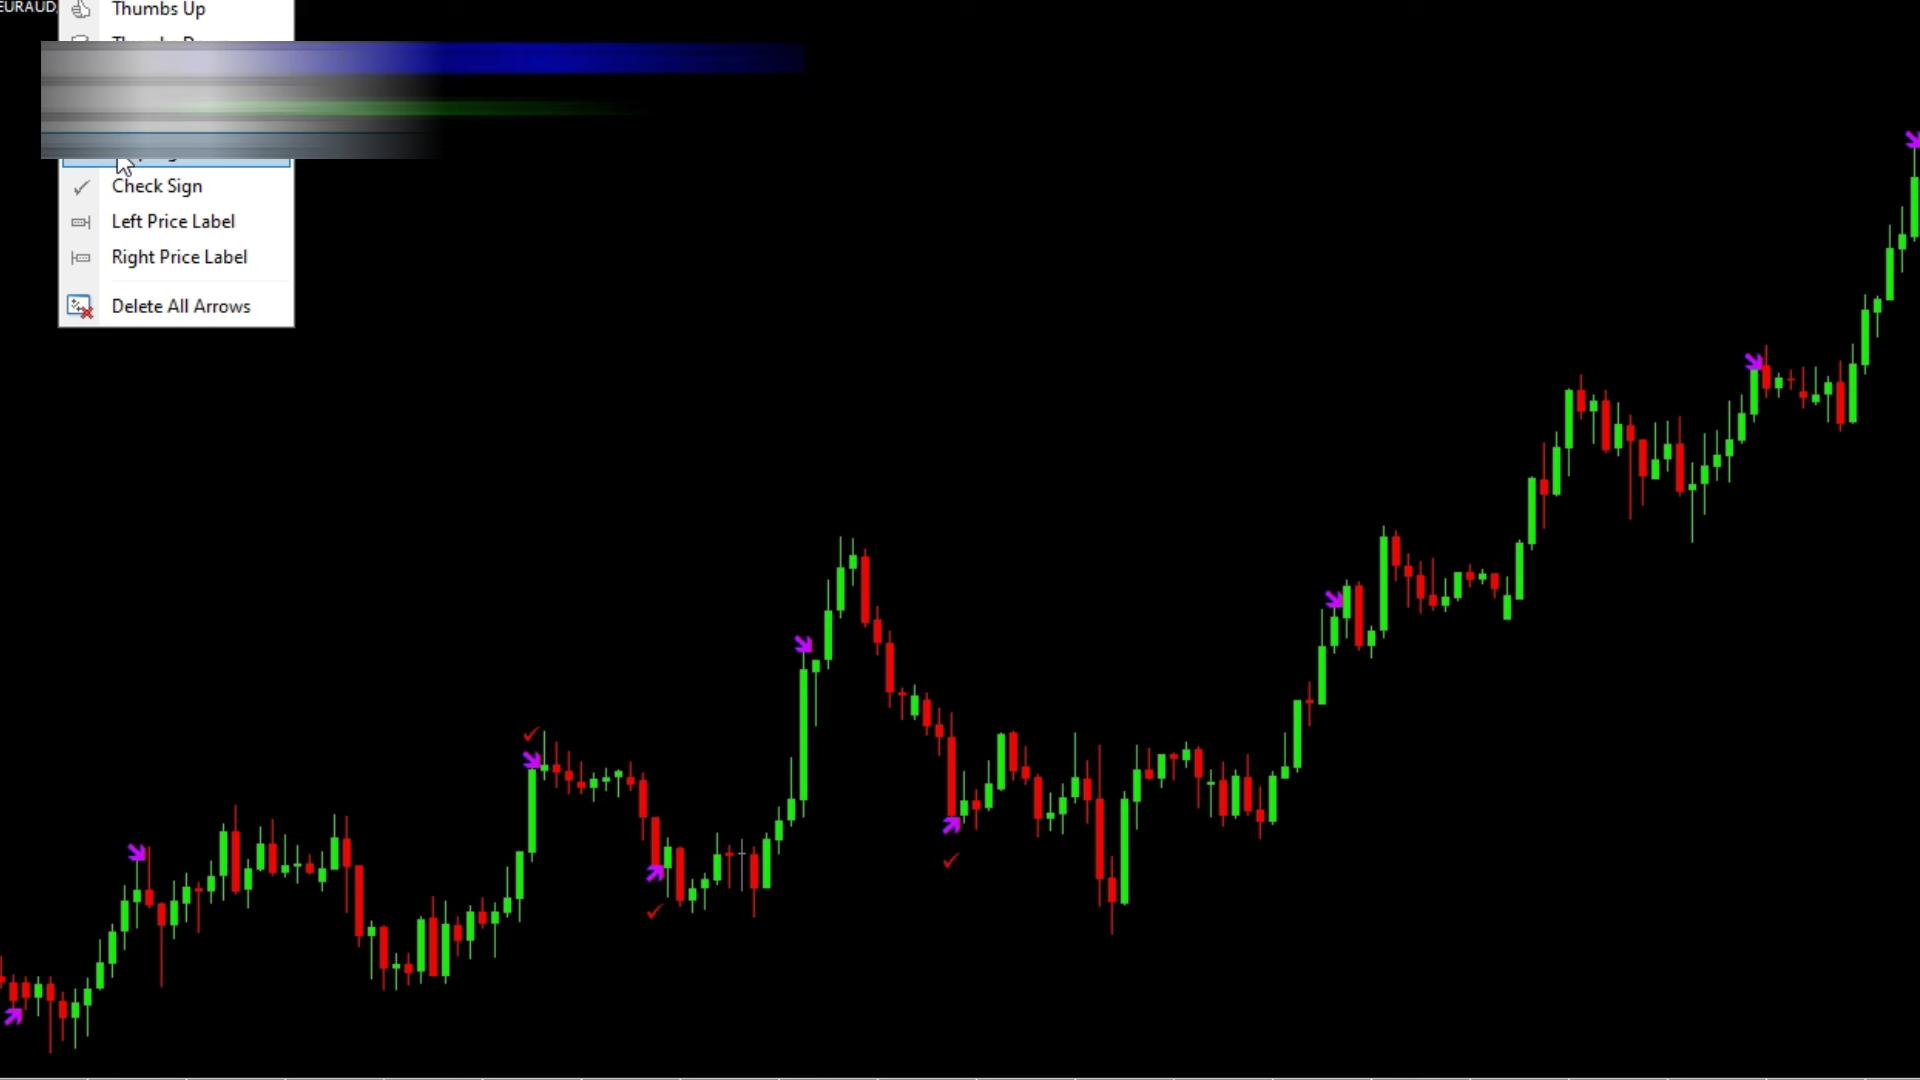 EURAUD,
Thumbs Up
Check Sign
Left Price Label
Right Price Label
Delete All Arrows